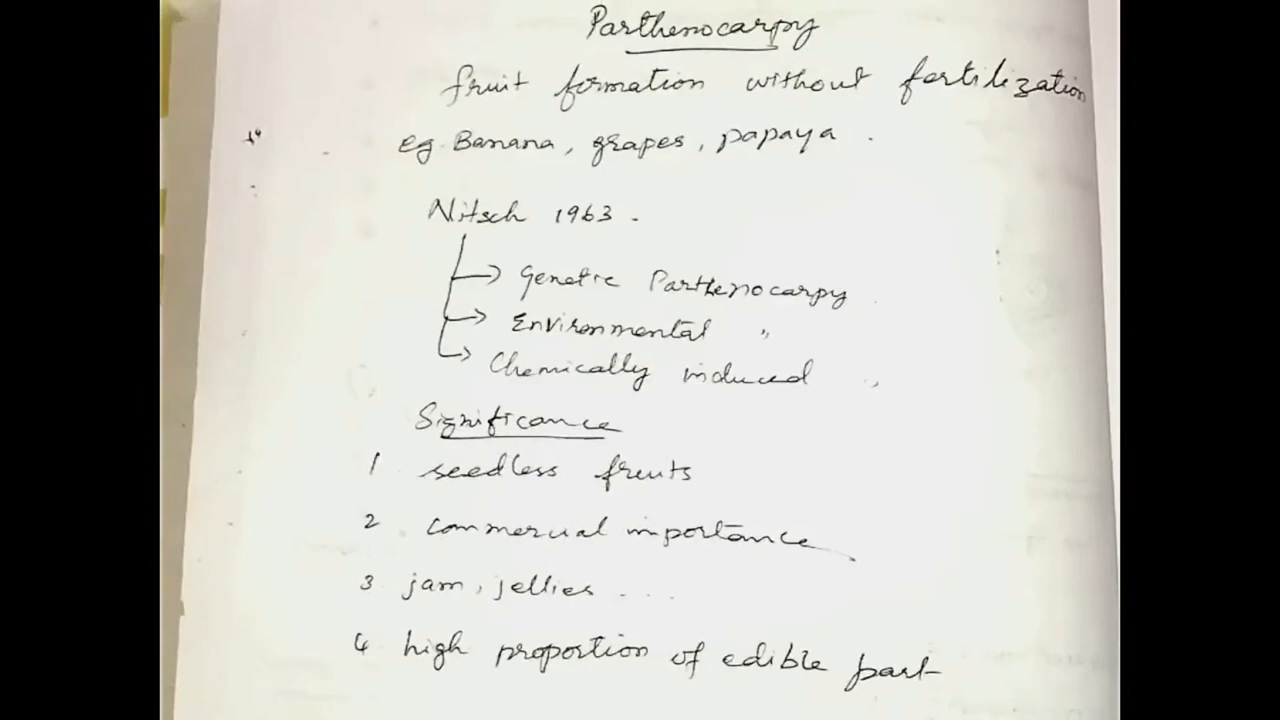 Parthenocarpy
fruit formation without fertilization
eg Banana, grapes, papaya.
Nitsch 1963.
Genetic Parthenocarpy
Environmental "
Chemically induced "
Significance
1 seedless fruits
2 commercial importance
3 jam, jellies ...
4 high proportion of edible part